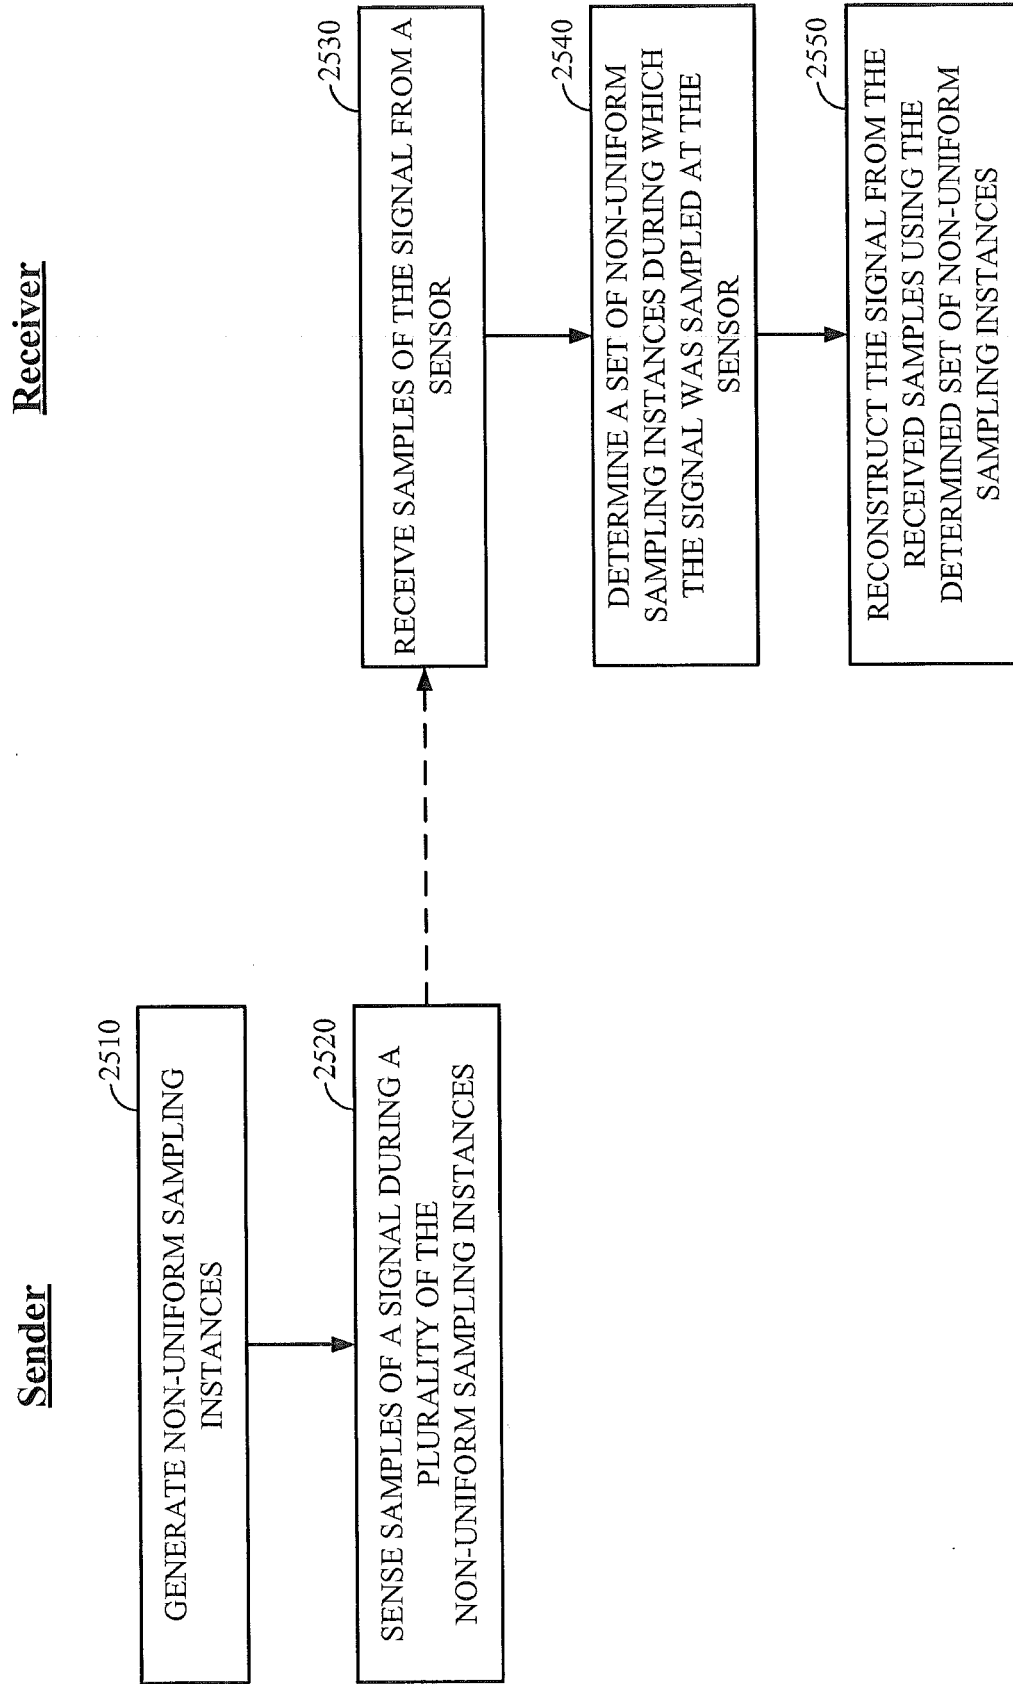 Sender
2510
GENERATE NON-UNIFORM SAMPLING
INSTANCES
2520
SENSE SAMPLES OF A SIGNAL DURING A
PLURALITY OF THE
NON-UNIFORM SAMPLING INSTANCES
Receiver
2530
RECEIVE SAMPLES OF THE SIGNAL FROM A
SENSOR
2540
DETERMINE A SET OF NON-UNIFORM
SAMPLING INSTANCES DURING WHICH
THE SIGNAL WAS SAMPLED AT THE
SENSOR
2550
RECONSTRUCT THE SIGNAL FROM THE
RECEIVED SAMPLES USING THE
DETERMINED SET OF NON-UNIFORM
SAMPLING INSTANCES